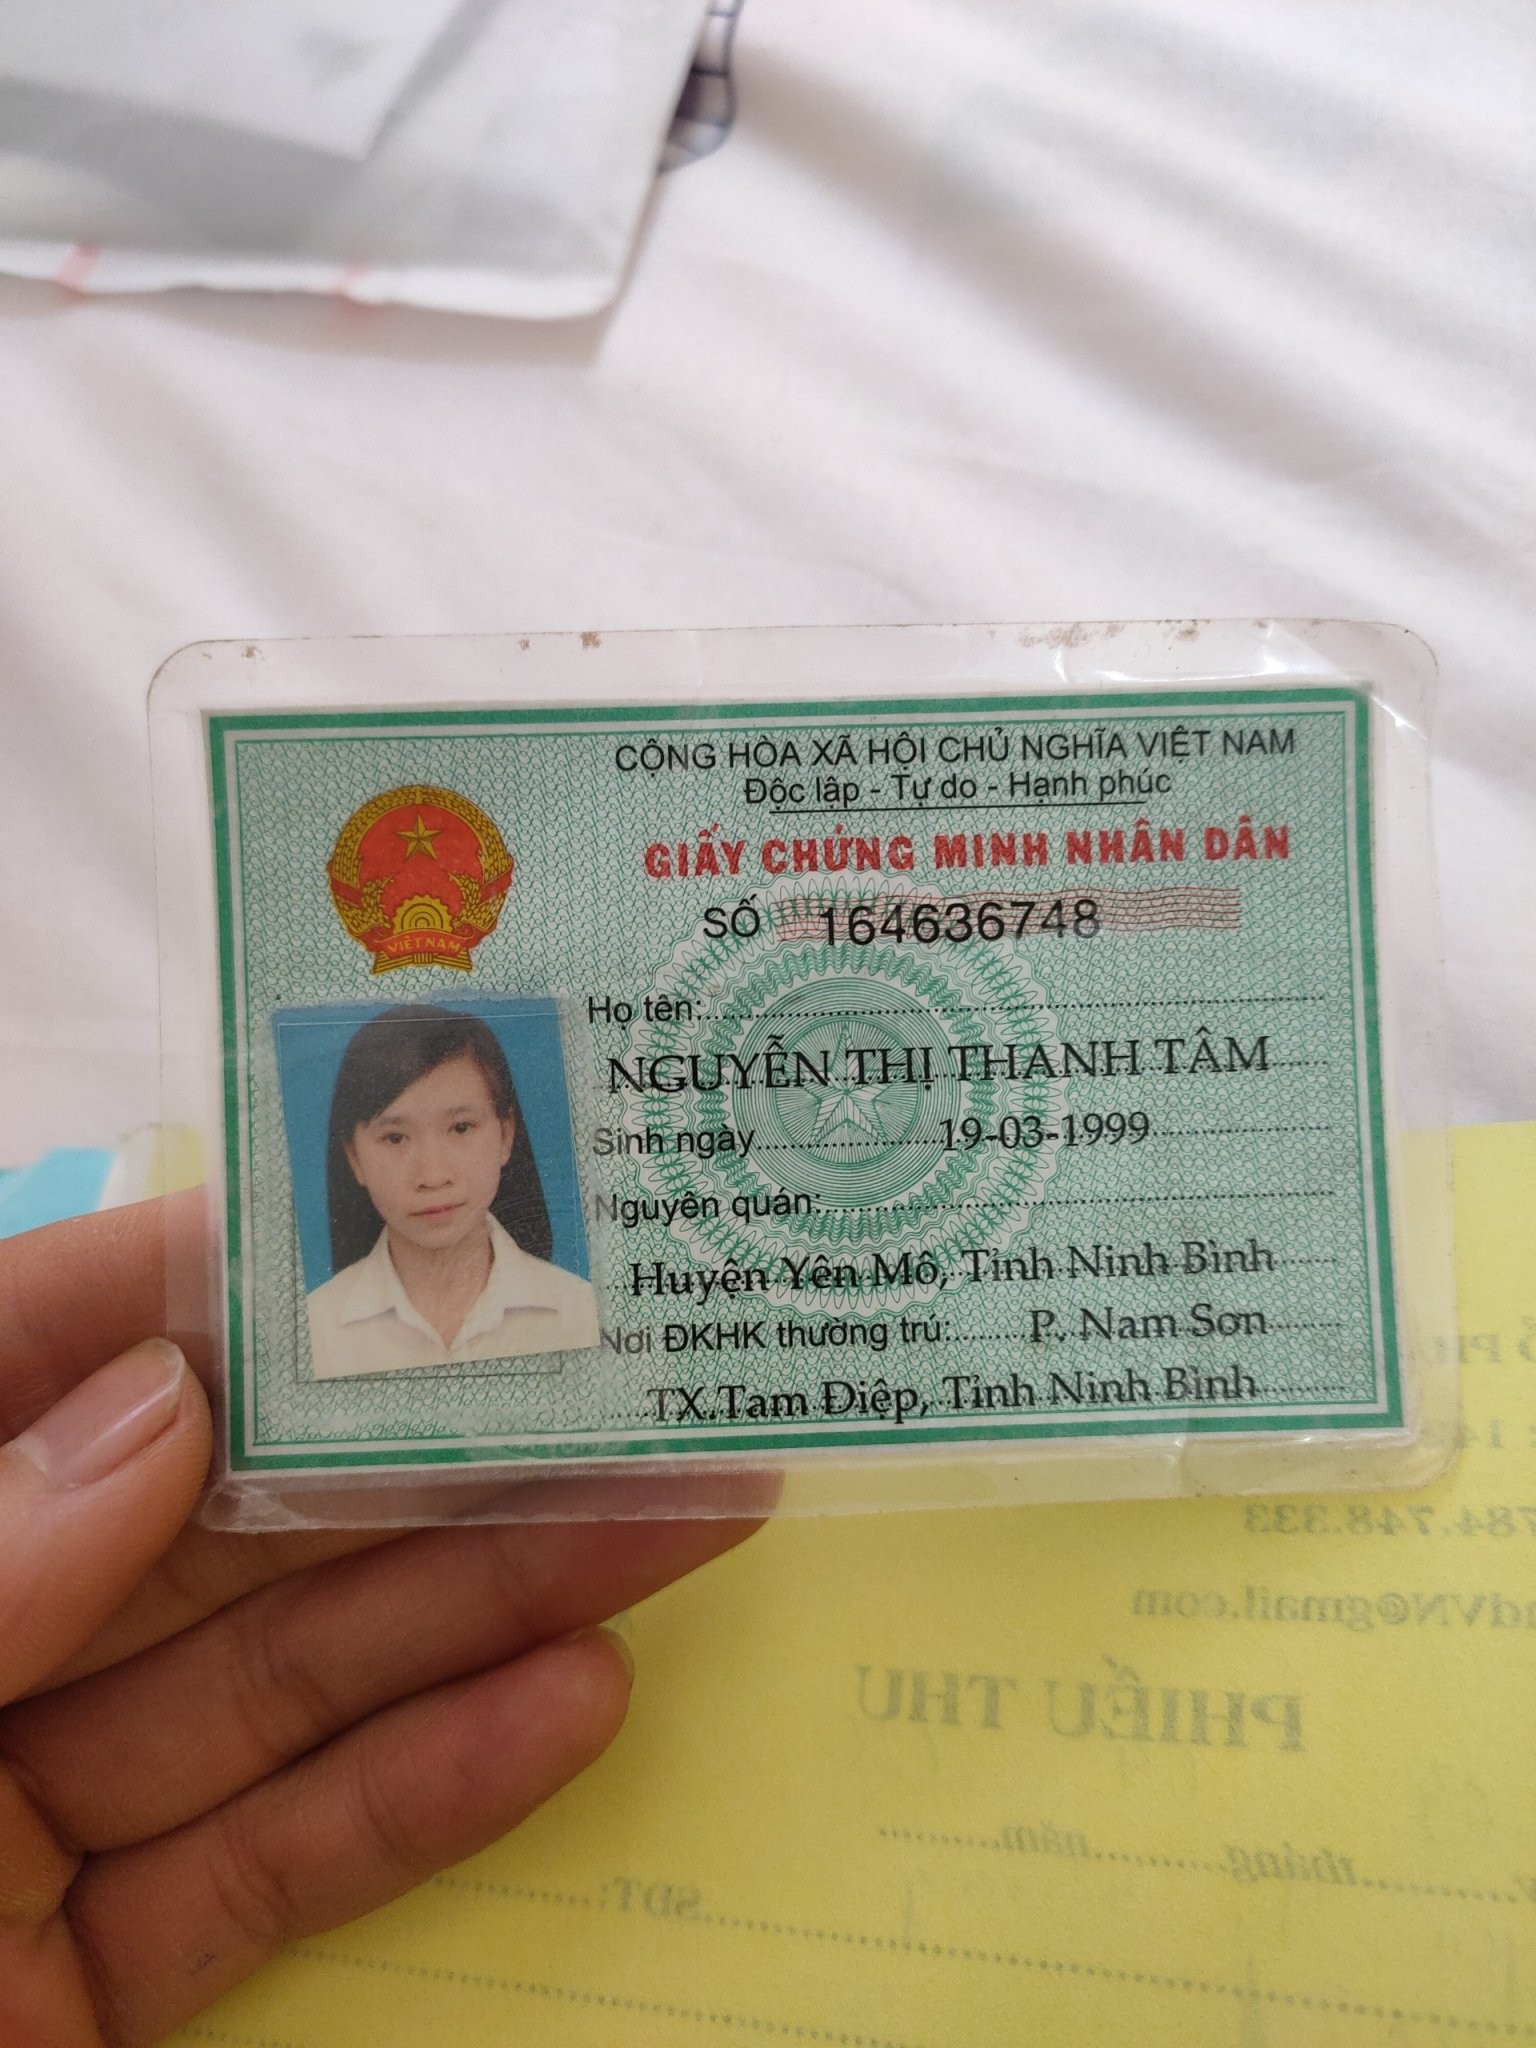 CỘNG HÒA XÃ HỘI CHỦ NGHĨA VIỆT NAM
Độc lập - Tự do - Hạnh phúc
GIẤY CHỨNG MINH NHÂN DÂN
SỐ 164636748
VIỆT NAM
Họ tên:
NGUYỄN THỊ THANH TÂM
Sinh ngày 19-03-1999
Nguyên quán:
Huyện Yên Mô, Tỉnh Ninh Bình
Nơi ĐKHK thường trú: P. Nam Sơn
TX.Tam Điệp, Tỉnh Ninh Bình
784.748.333
dVN@gmail.com
PHIẾU THU
tháng năm
SĐT: